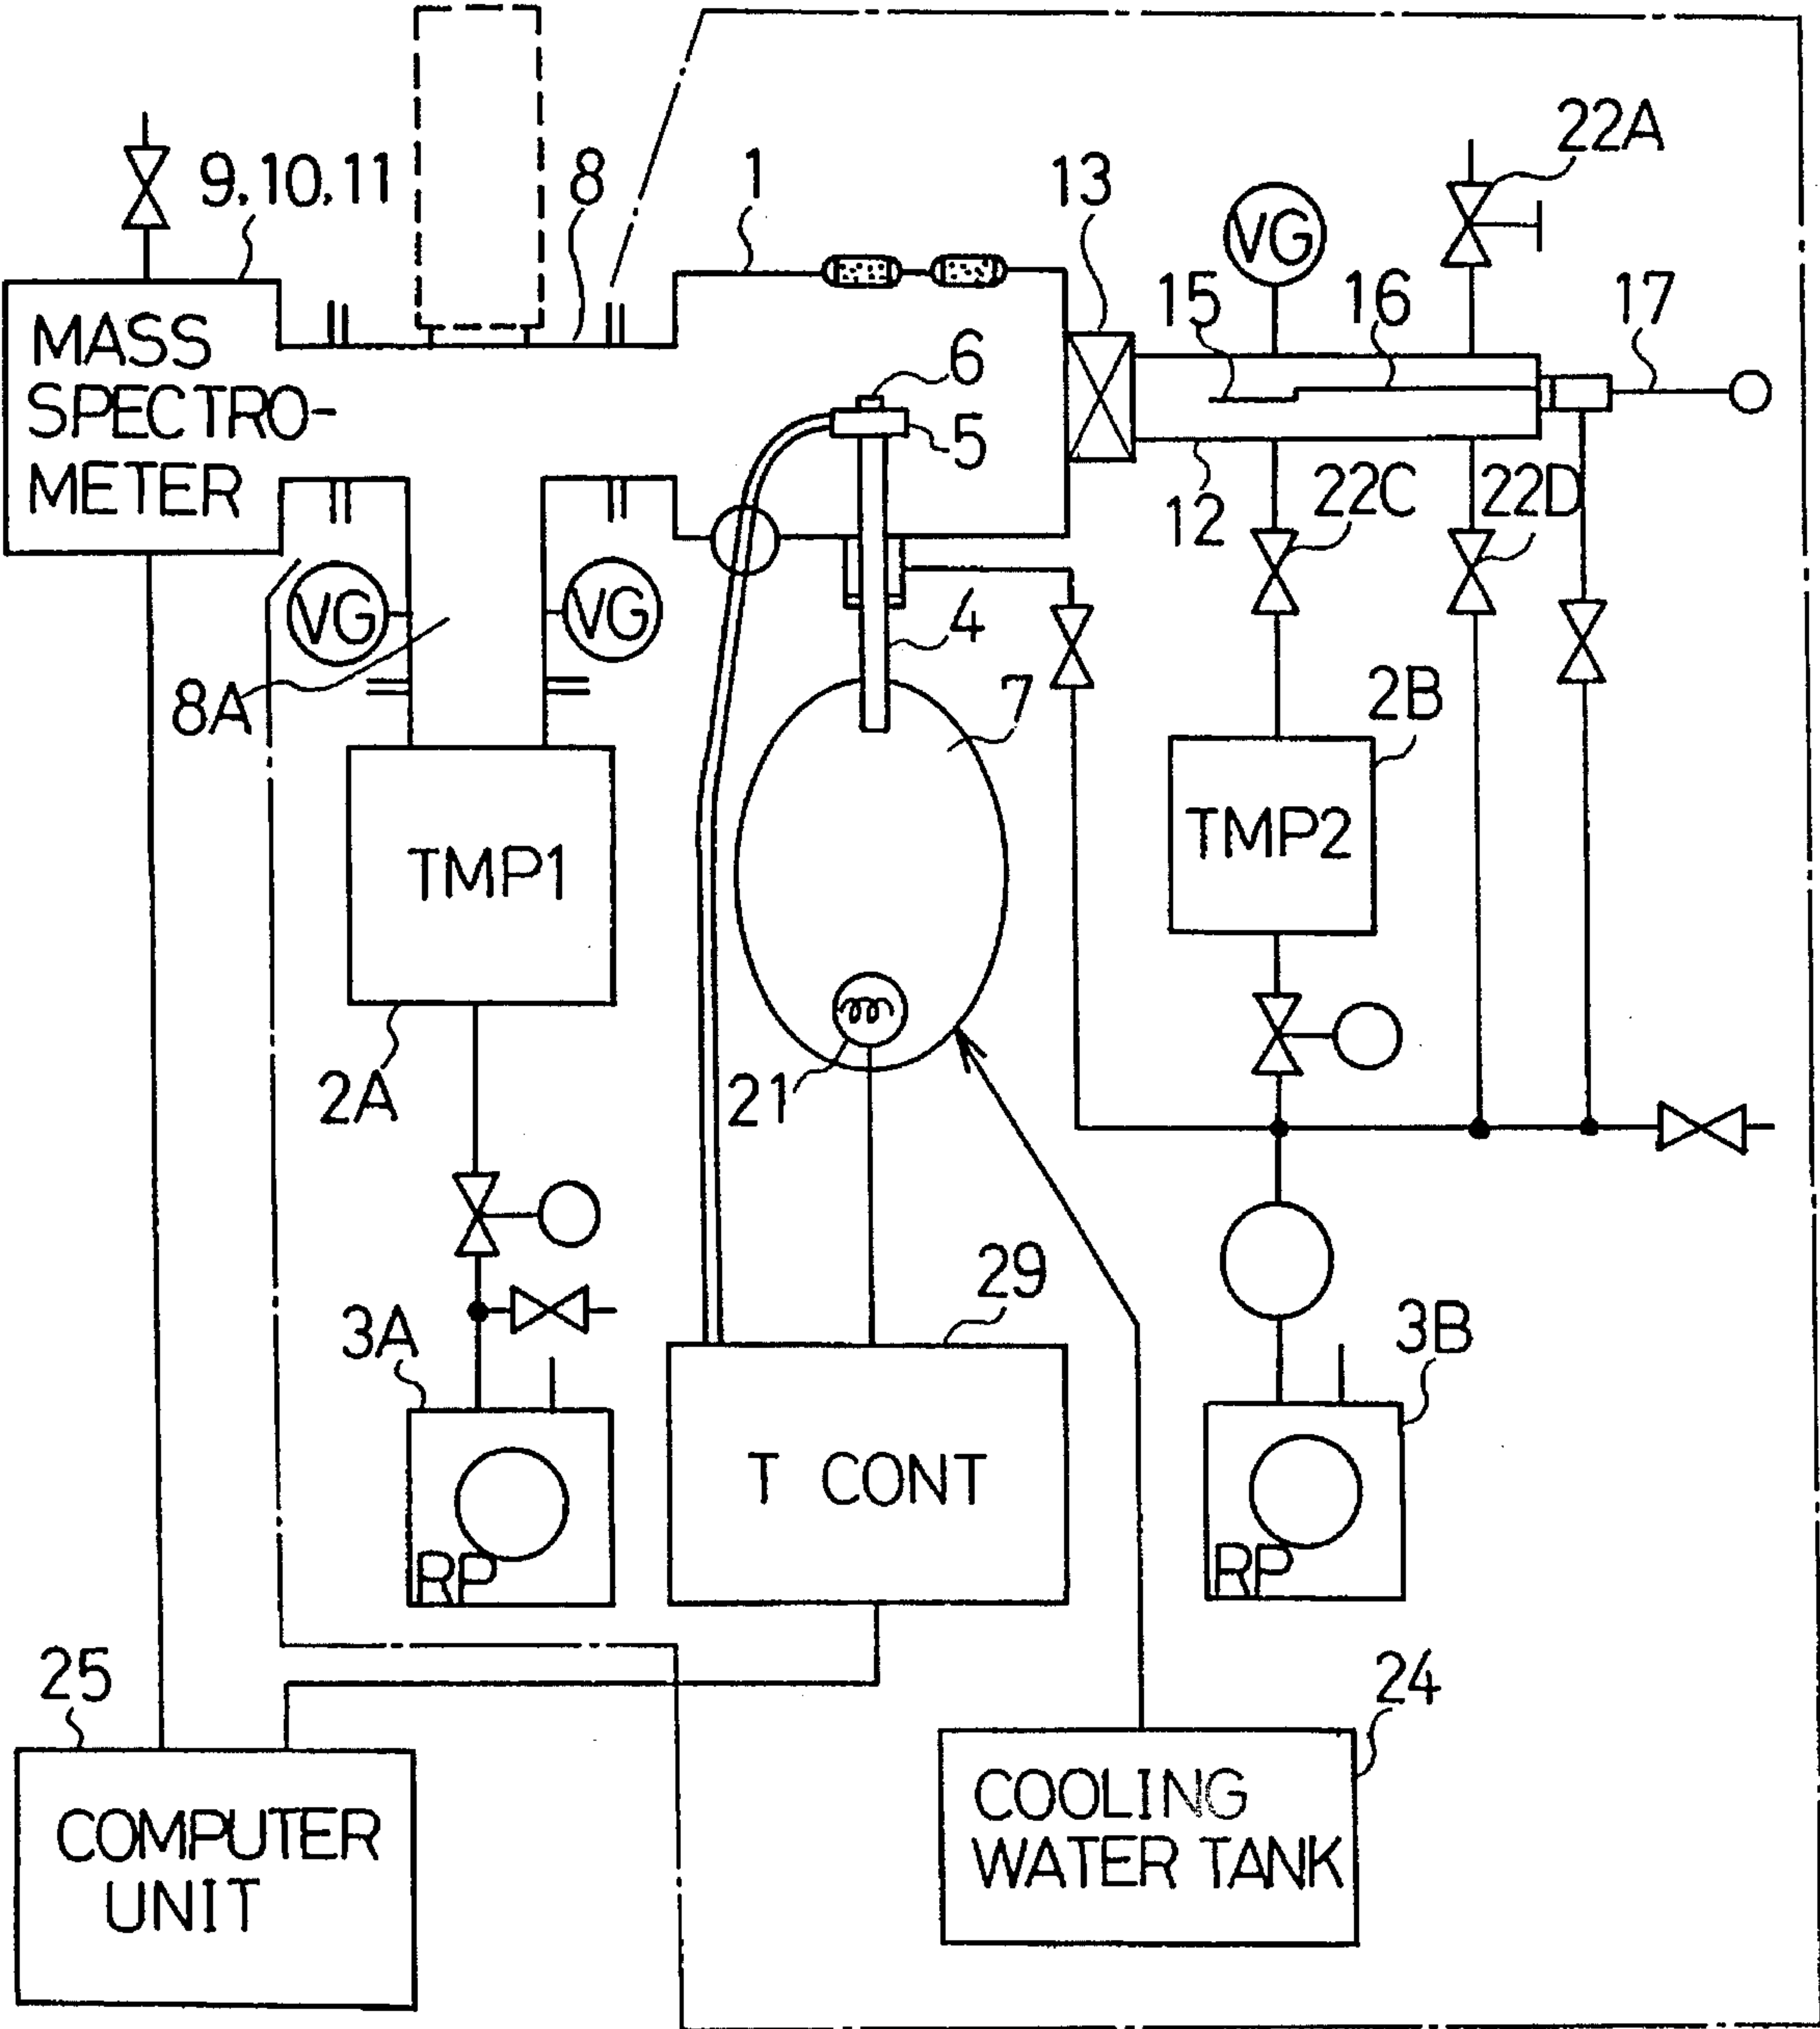 22A
9,10,11
8
1
13
VG
MASS
SPECTRO-
METER
15
16
17
6
5
12
22C
22D
VG
VG
4
8A
7
2B
TMP1
TMP2
2A
21
29
3A
3B
T CONT
RP
RP
25
24
COMPUTER
UNIT
COOLING
WATER TANK